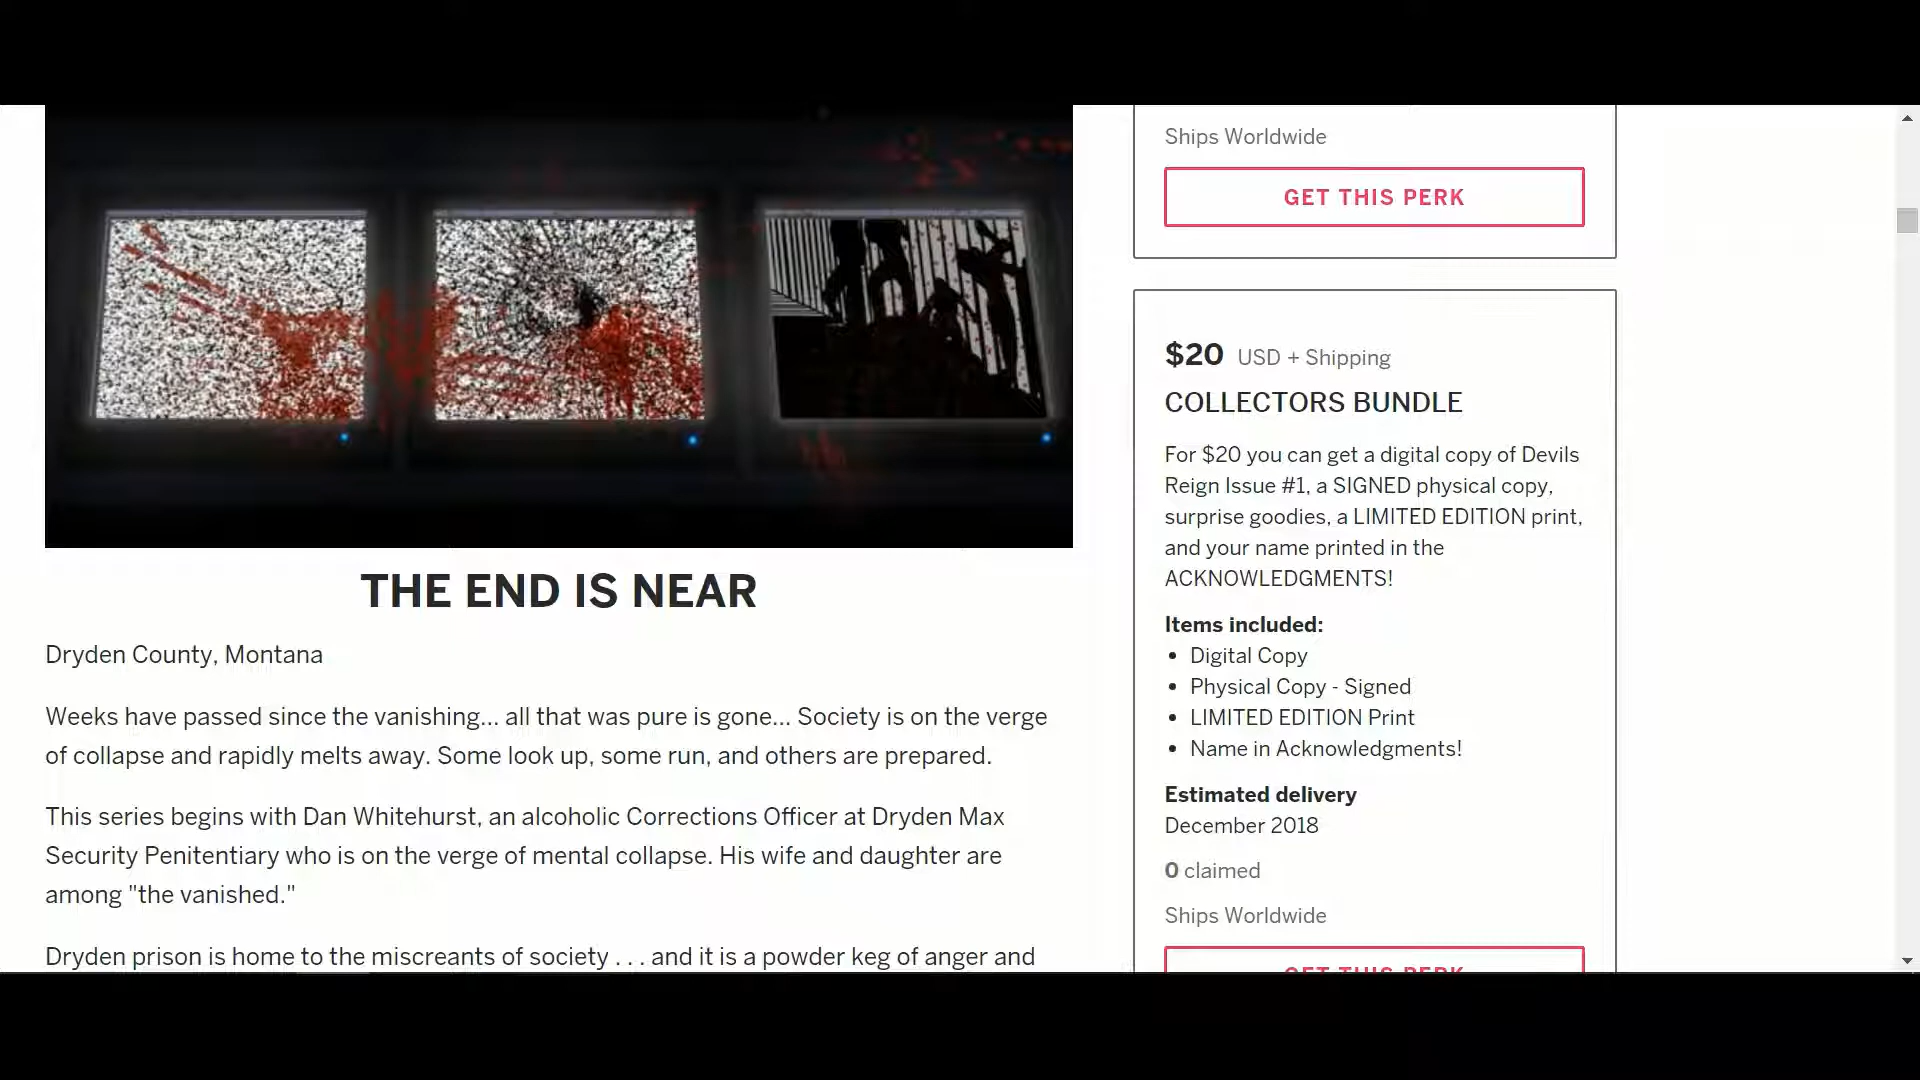 THE END IS NEAR
Dryden County, Montana
Weeks have passed since the vanishing... all that was pure is gone... Society is on the verge
of collapse and rapidly melts away. Some look up, some run, and others are prepared.
This series begins with Dan Whitehurst, an alcoholic Corrections Officer at Dryden Max
Security Penitentiary who is on the verge of mental collapse. His wife and daughter are
among "the vanished."
Dryden prison is home to the miscreants of society . . . and it is a powder keg of anger and
Ships Worldwide
GET THIS PERK
$20 USD + Shipping
COLLECTORS BUNDLE
For $20 you can get a digital copy of Devils
Reign Issue #1, a SIGNED physical copy,
surprise goodies, a LIMITED EDITION print,
and your name printed in the
ACKNOWLEDGMENTS!
Items included:
• Digital Copy
• Physical Copy - Signed
• LIMITED EDITION Print
• Name in Acknowledgments!
Estimated delivery
December 2018
0 claimed
Ships Worldwide
GET THIS PERK